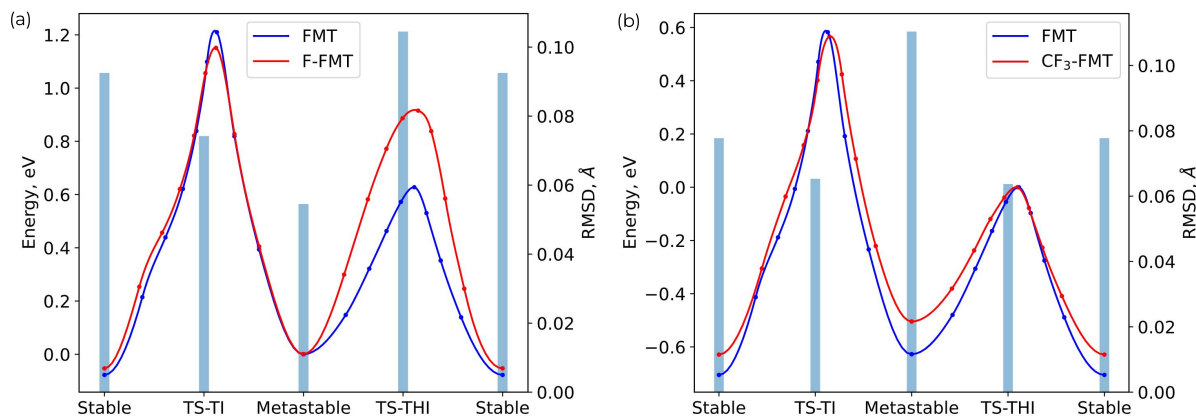 (a)
FMT
F-FMT
Energy, eV
1.2
1.0
0.8
0.6
0.4
0.2
0.0
RMSD, Å
0.10
0.08
0.06
0.04
0.02
0.00
Stable TS-TI Metastable TS-THI Stable
(b)
FMT
CF₃-FMT
Energy, eV
0.6
0.4
0.2
0.0
−0.2
−0.4
−0.6
RMSD, Å
0.10
0.08
0.06
0.04
0.02
0.00
Stable TS-TI Metastable TS-THI Stable